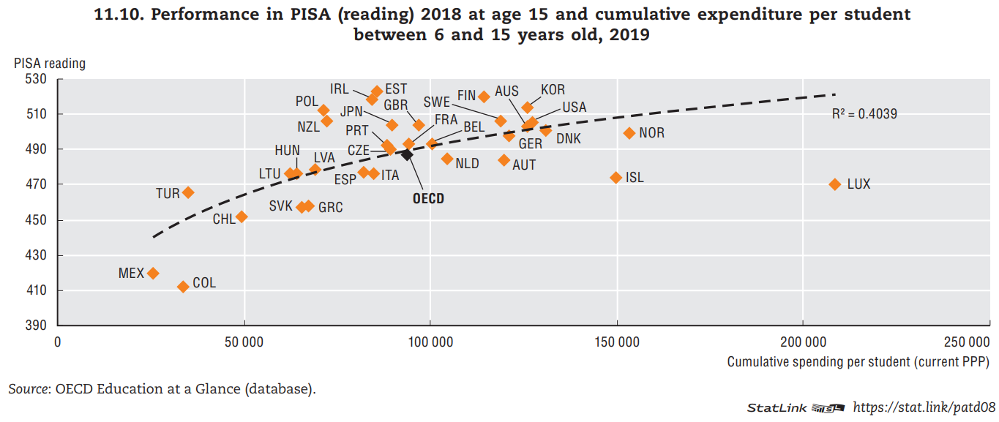 11.10. Performance in PISA (reading) 2018 at age 15 and cumulative expenditure per student
between 6 and 15 years old, 2019
PISA reading
530
510
490
470
450
430
410
390
IRL
EST
POL
JPN
GBR
SWE
FIN
AUS
KOR
USA
R² = 0.4039
NZL
PRT
FRA
BEL
GER
DNK
NOR
HUN
LVA
CZE
NLD
AUT
LTU
ESP
ITA
ISL
LUX
TUR
OECD
SVK
GRC
CHL
MEX
COL
0
50 000
100 000
150 000
200 000
250 000
Cumulative spending per student (current PPP)
Source: OECD Education at a Glance (database).
StatLink https://stat.link/patd08